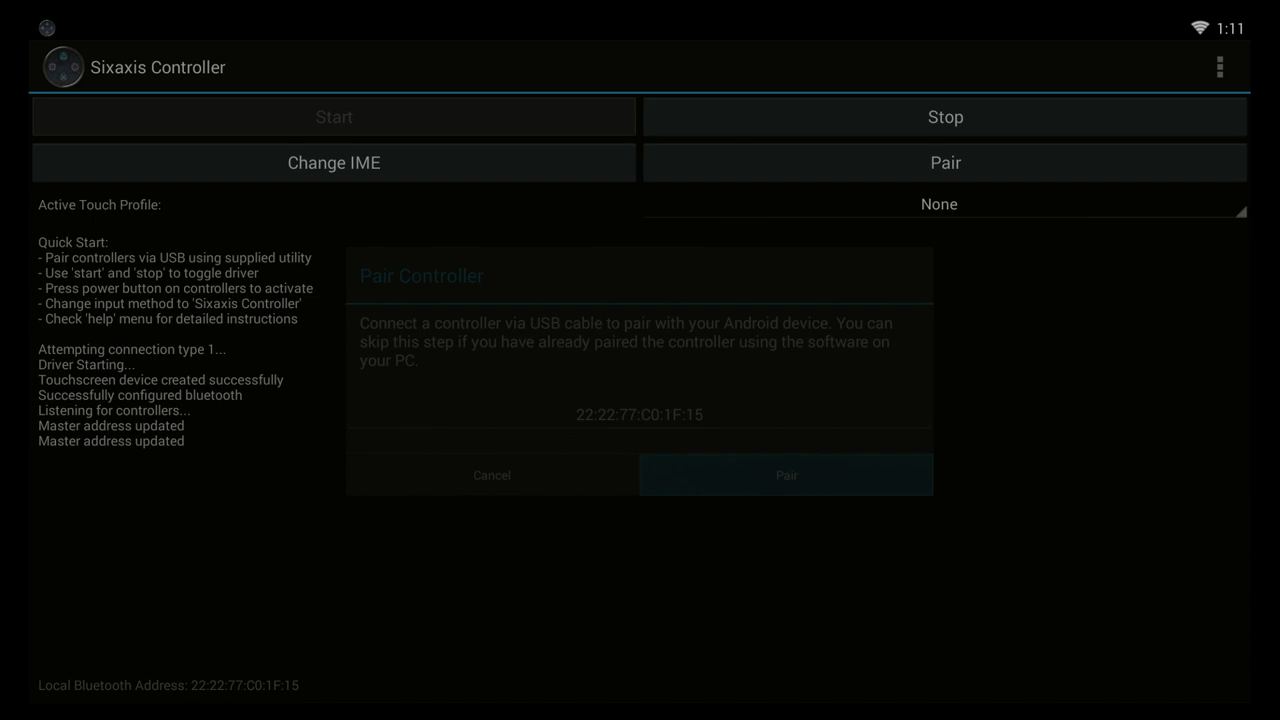 1:11
Sixaxis Controller
Start
Stop
Change IME
Pair
Active Touch Profile:
None
Quick Start:
- Pair controllers via USB using supplied utility
- Use 'start' and 'stop' to toggle driver
- Press power button on controllers to activate
- Change input method to 'Sixaxis Controller'
- Check 'help' menu for detailed instructions
Attempting connection type 1...
Driver Starting...
Touchscreen device created successfully
Successfully configured bluetooth
Listening for controllers...
Master address updated
Master address updated
Pair Controller
Connect a controller via USB cable to pair with your Android device. You can
skip this step if you have already paired the controller using the software on
your PC.
22:22:77:C0:1F:15
Cancel
Pair
Local Bluetooth Address: 22:22:77:C0:1F:15